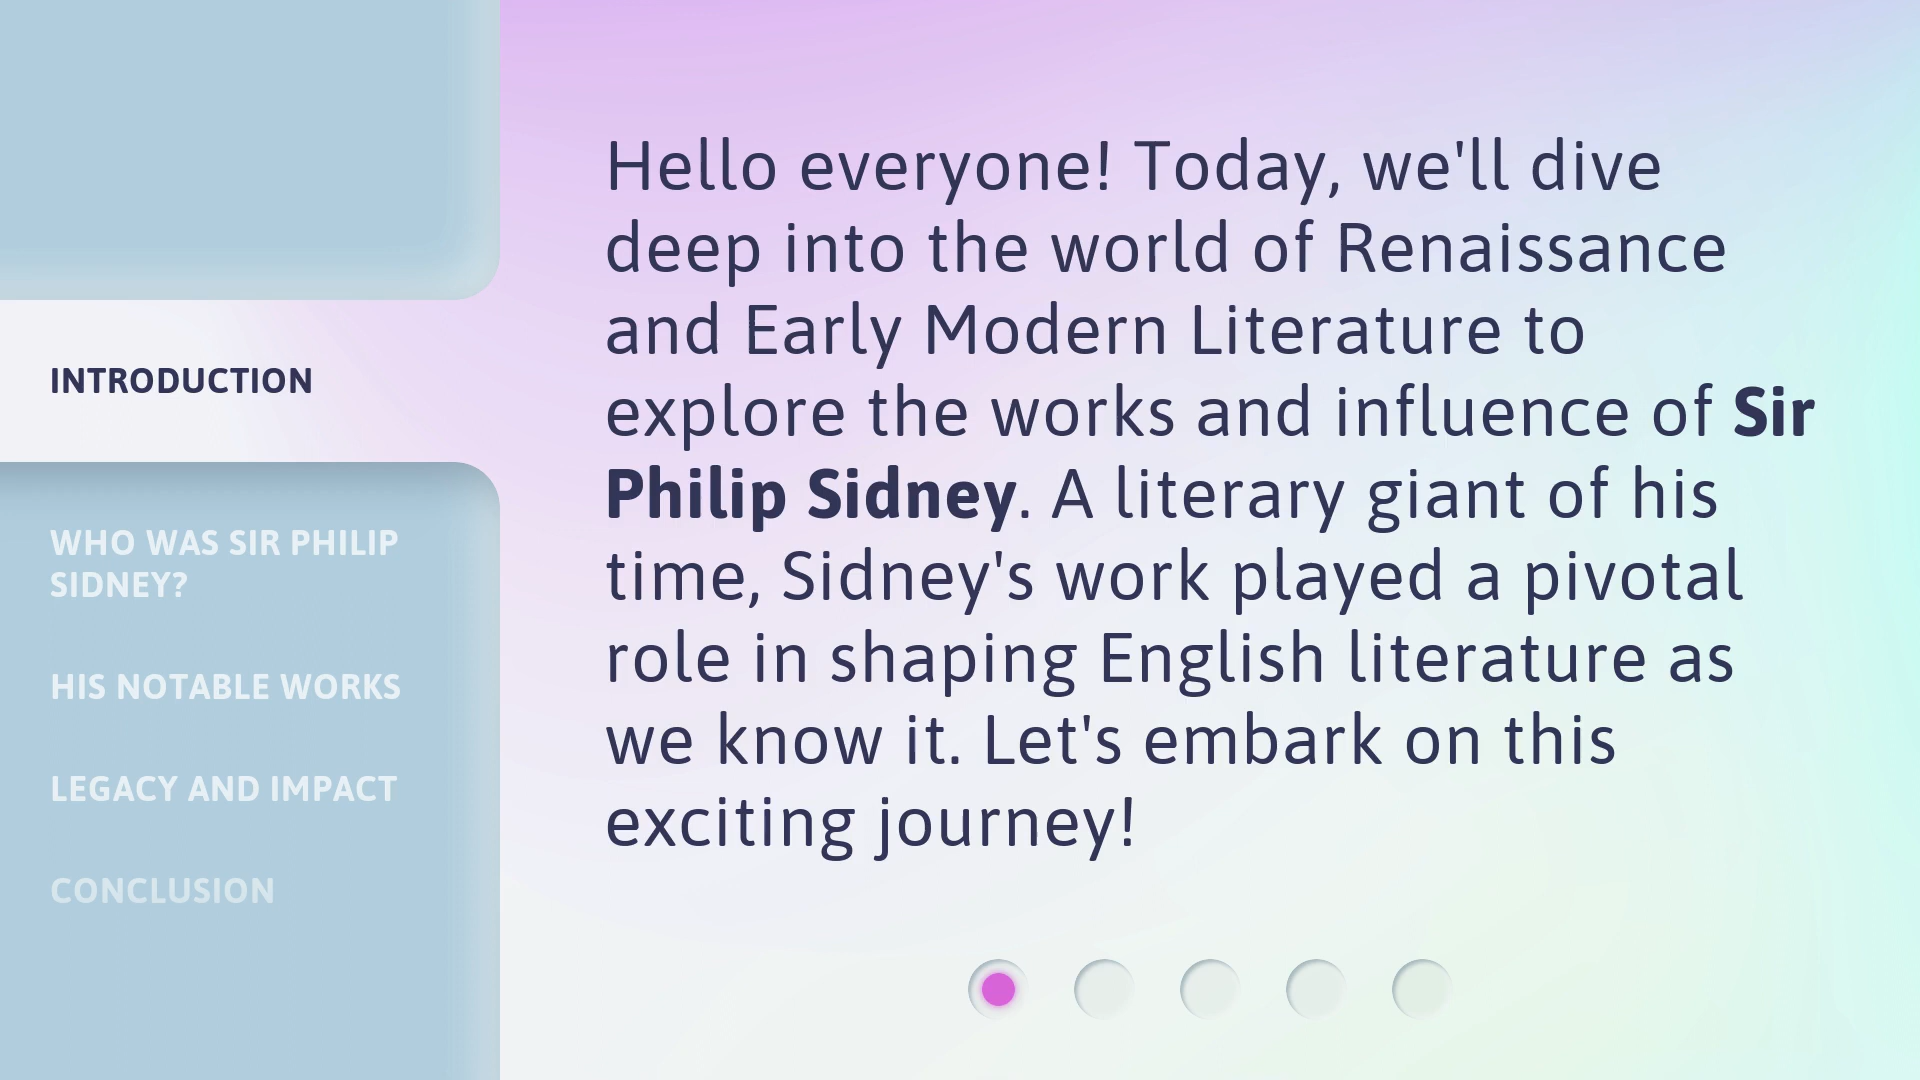 INTRODUCTION
WHO WAS SIR PHILIP
SIDNEY?
HIS NOTABLE WORKS
LEGACY AND IMPACT
CONCLUSION
Hello everyone! Today, we'll dive
deep into the world of Renaissance
and Early Modern Literature to
explore the works and influence of Sir
Philip Sidney. A literary giant of his
time, Sidney's work played a pivotal
role in shaping English literature as
we know it. Let's embark on this
exciting journey!